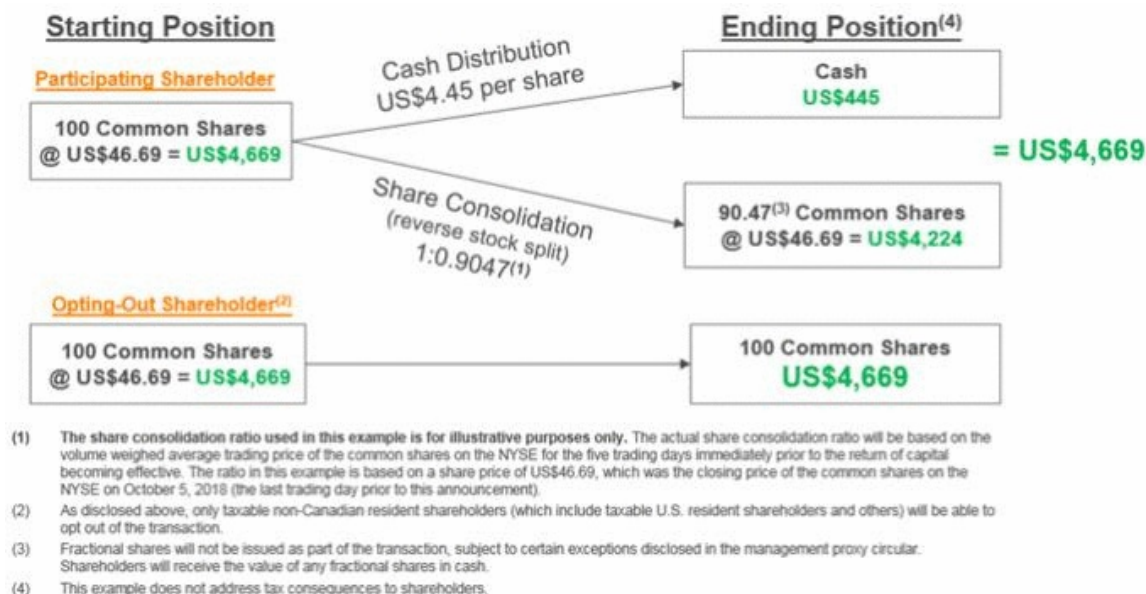 Starting Position
Ending Position(4)
Participating Shareholder
100 Common Shares
@ US$46.69 = US$4,669
Cash Distribution
US$4.45 per share
Cash
US$445
= US$4,669
Share Consolidation
(reverse stock split)
1:0.9047(1)
90.47(3) Common Shares
@ US$46.69 = US$4,224
Opting-Out Shareholder(2)
100 Common Shares
@ US$46.69 = US$4,669
100 Common Shares
US$4,669
(1) The share consolidation ratio used in this example is for illustrative purposes only. The actual share consolidation ratio will be based on the
volume weighed average trading price of the common shares on the NYSE for the five trading days immediately prior to the return of capital
becoming effective. The ratio in this example is based on a share price of US$46.69, which was the closing price of the common shares on the
NYSE on October 5, 2018 (the last trading day prior to this announcement).
(2) As disclosed above, only taxable non-Canadian resident shareholders (which include taxable U.S. resident shareholders and others) will be able to
opt out of the transaction.
(3) Fractional shares will not be issued as part of the transaction, subject to certain exceptions disclosed in the management proxy circular.
Shareholders will receive the value of any fractional shares in cash.
(4) This example does not address tax consequences to shareholders.